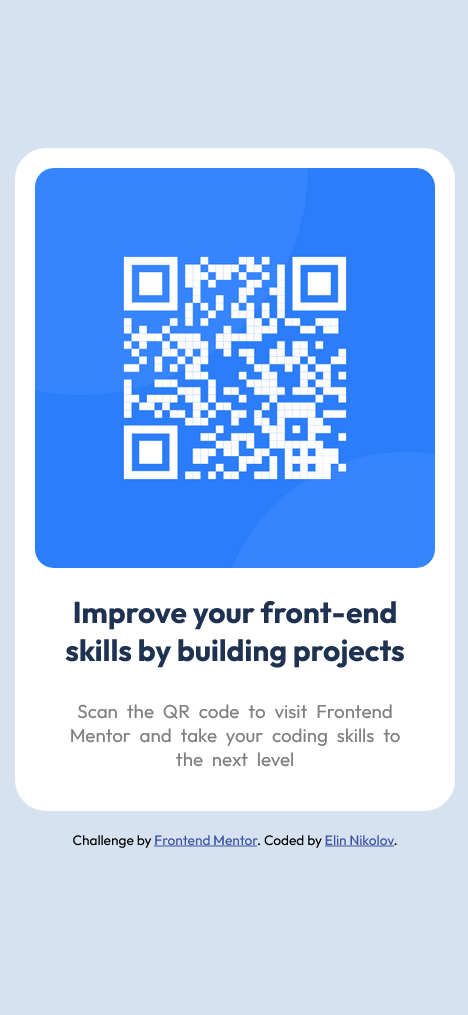 Improve your front-end
skills by building projects
Scan the QR code to visit Frontend
Mentor and take your coding skills to
the next level
Challenge by Frontend Mentor. Coded by Elin Nikolov.